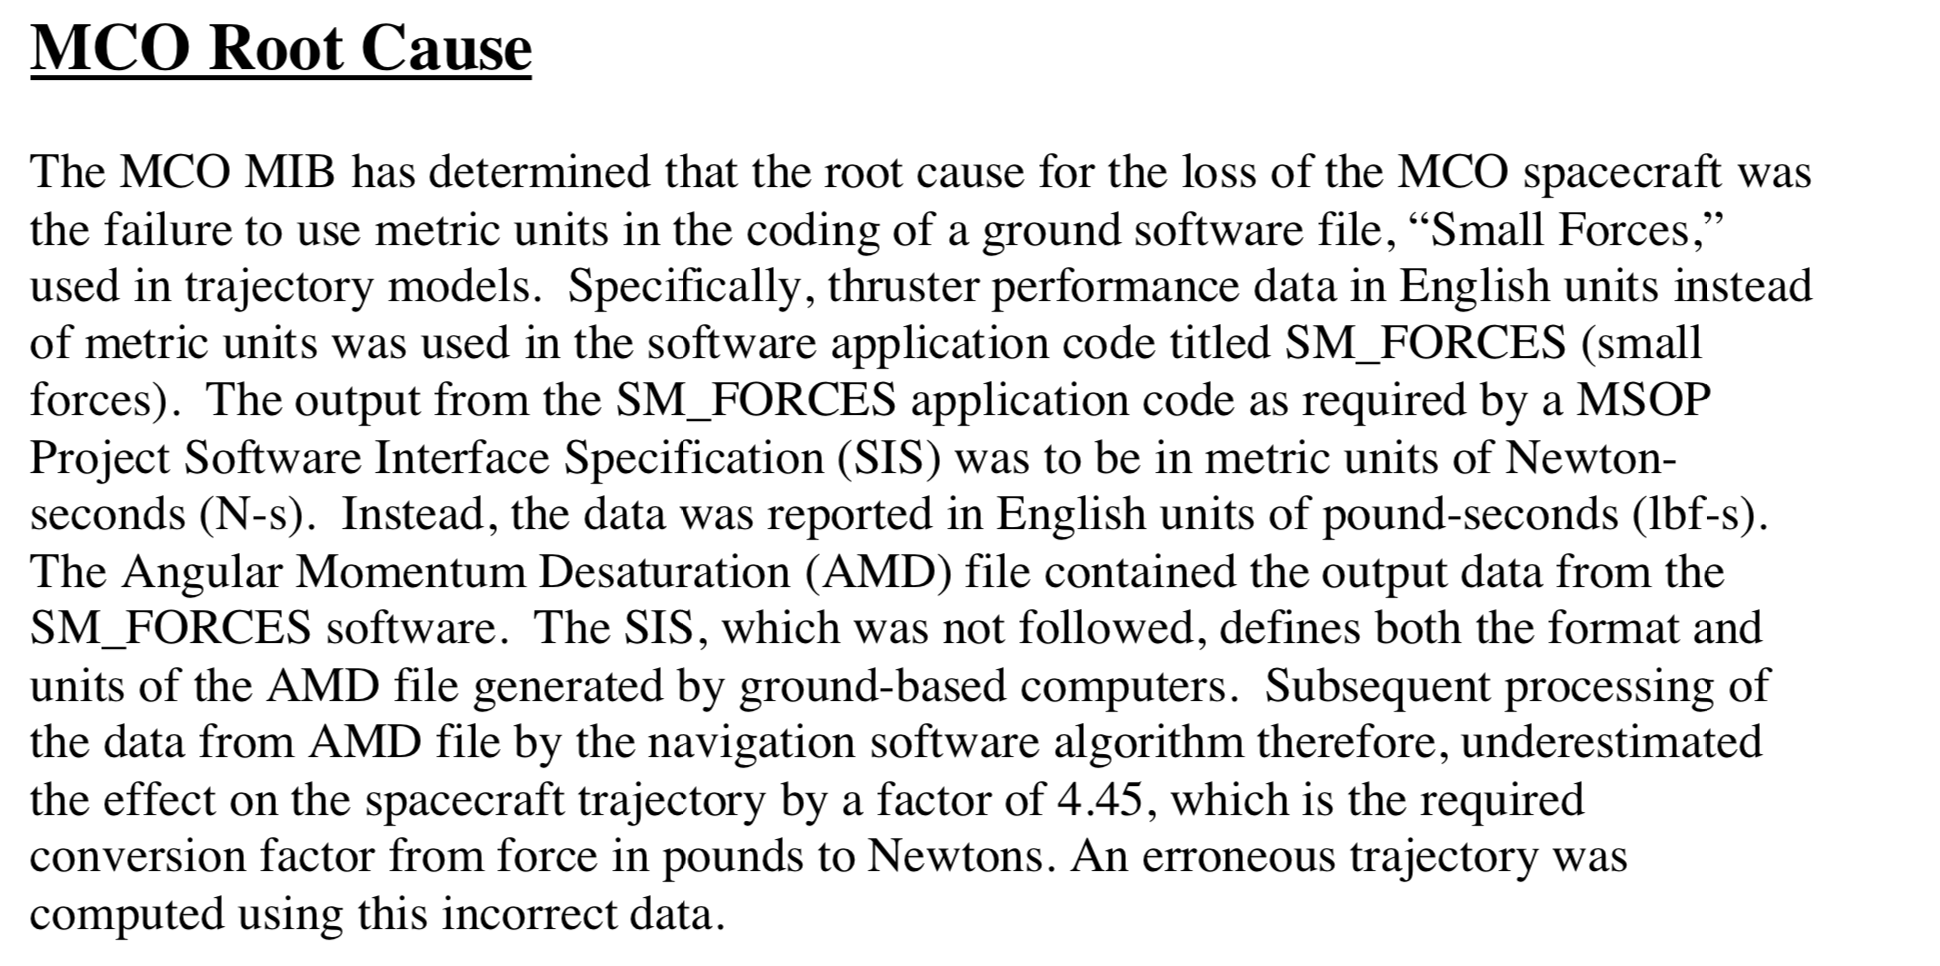 MCO Root Cause
The MCO MIB has determined that the root cause for the loss of the MCO spacecraft was
the failure to use metric units in the coding of a ground software file, “Small Forces,”
used in trajectory models.  Specifically, thruster performance data in English units instead
of metric units was used in the software application code titled SM_FORCES (small
forces).  The output from the SM_FORCES application code as required by a MSOP
Project Software Interface Specification (SIS) was to be in metric units of Newton-
seconds (N-s).  Instead, the data was reported in English units of pound-seconds (lbf-s).
The Angular Momentum Desaturation (AMD) file contained the output data from the
SM_FORCES software.  The SIS, which was not followed, defines both the format and
units of the AMD file generated by ground-based computers.  Subsequent processing of
the data from AMD file by the navigation software algorithm therefore, underestimated
the effect on the spacecraft trajectory by a factor of 4.45, which is the required
conversion factor from force in pounds to Newtons. An erroneous trajectory was
computed using this incorrect data.